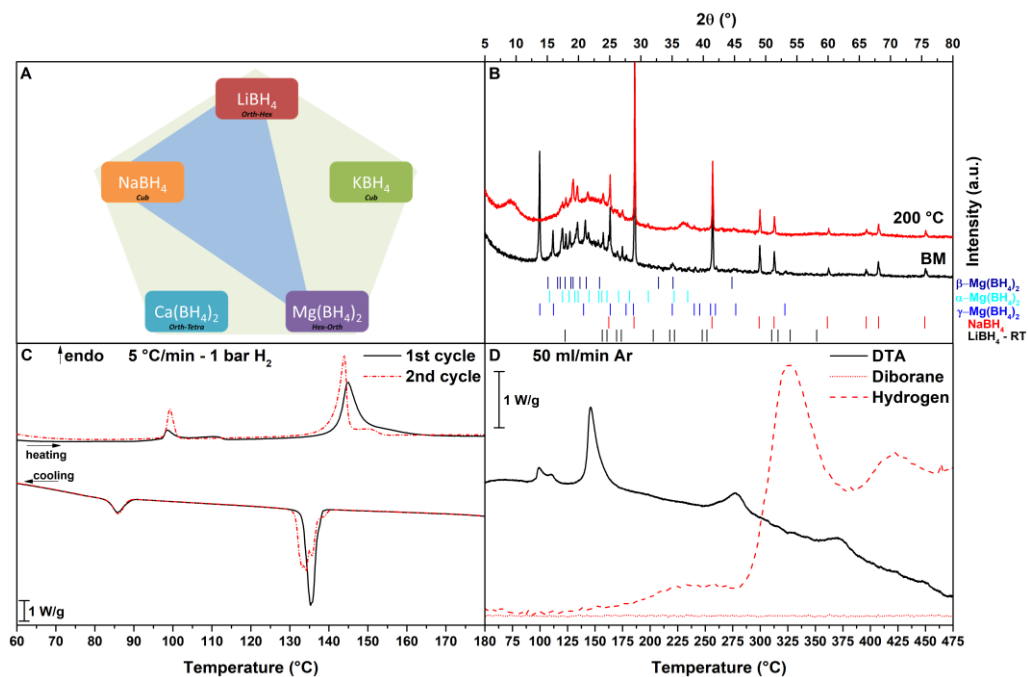 A
LiBH4
Orth-Hex
NaBH4
Cub
KBH4
Cub
Ca(BH4)2
Orth-Tetra
Mg(BH4)2
Hex-Orth
2θ (°)
5 10 15 20 25 30 35 40 45 50 55 60 65 70 75 80
B
200 °C
BM
Intensity (a.u.)
β–Mg(BH4)2
α–Mg(BH4)2
γ–Mg(BH4)2
NaBH4
LiBH4 - RT
C
endo 5 °C/min - 1 bar H2
1st cycle
2nd cycle
heating
cooling
1 W/g
60 70 80 90 100 110 120 130 140 150 160 170 180
Temperature (°C)
D
50 ml/min Ar
DTA
Diborane
Hydrogen
1 W/g
75 100 125 150 175 200 225 250 275 300 325 350 375 400 425 450 475
Temperature (°C)